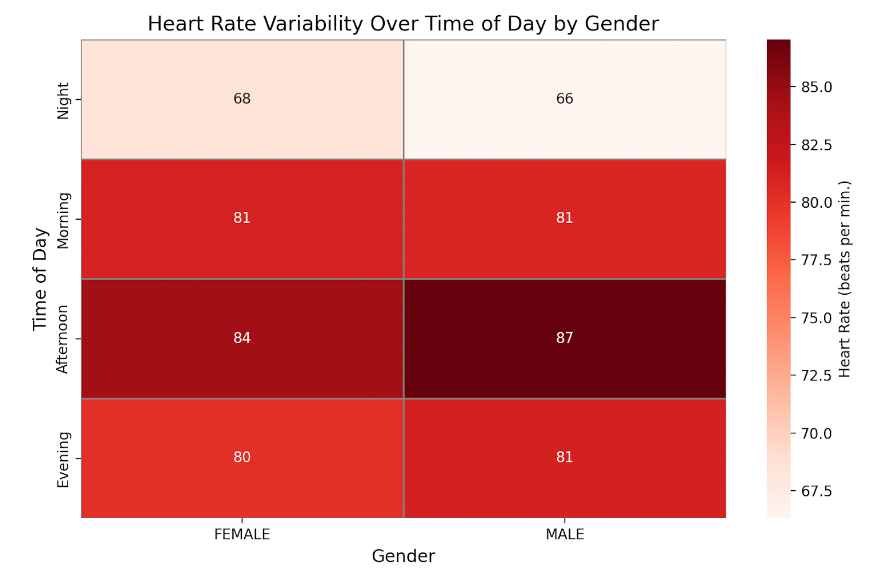 Heart Rate Variability Over Time of Day by Gender
Time of Day
Night
68
66
Morning
81
81
Afternoon
84
87
Evening
80
81
FEMALE
MALE
Gender
85.0
82.5
80.0
77.5
75.0
72.5
70.0
67.5
Heart Rate (beats per min.)